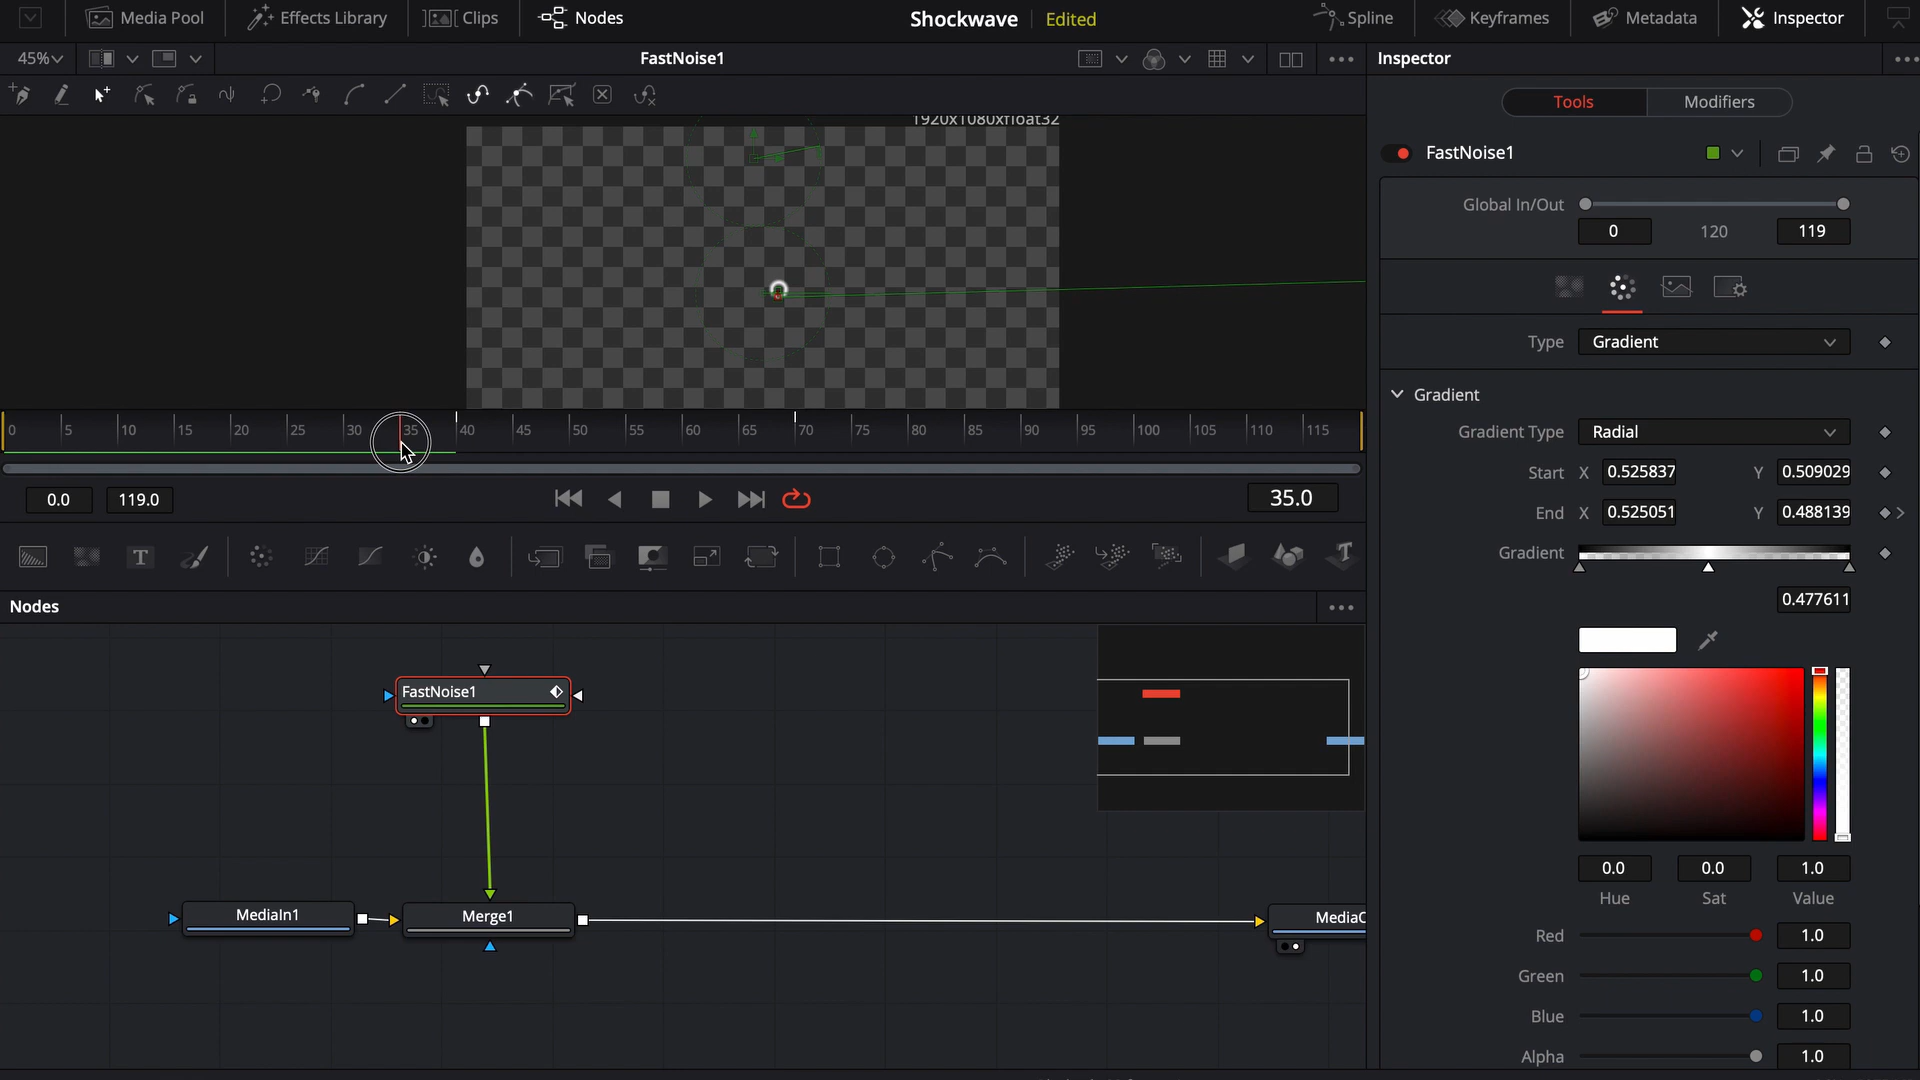 Media Pool
Effects Library
Clips
Nodes
Shockwave
Edited
Spline
Keyframes
Metadata
Inspector
45%
FastNoise1
Inspector
1920x1080xfloat32
Tools
Modifiers
FastNoise1
Global In/Out
0
120
119
Type
Gradient
Gradient
Gradient Type
Radial
0
5
10
15
20
25
30
35
40
45
50
55
60
65
70
75
80
85
90
95
100
105
110
115
Start
X
0.525837
Y
0.509029
0.0
119.0
35.0
End
X
0.525051
Y
0.488139
Gradient
0.477611
Nodes
FastNoise1
MediaIn1
Merge1
0.0
0.0
1.0
Hue
Sat
Value
Red
1.0
Green
1.0
Blue
1.0
Alpha
1.0